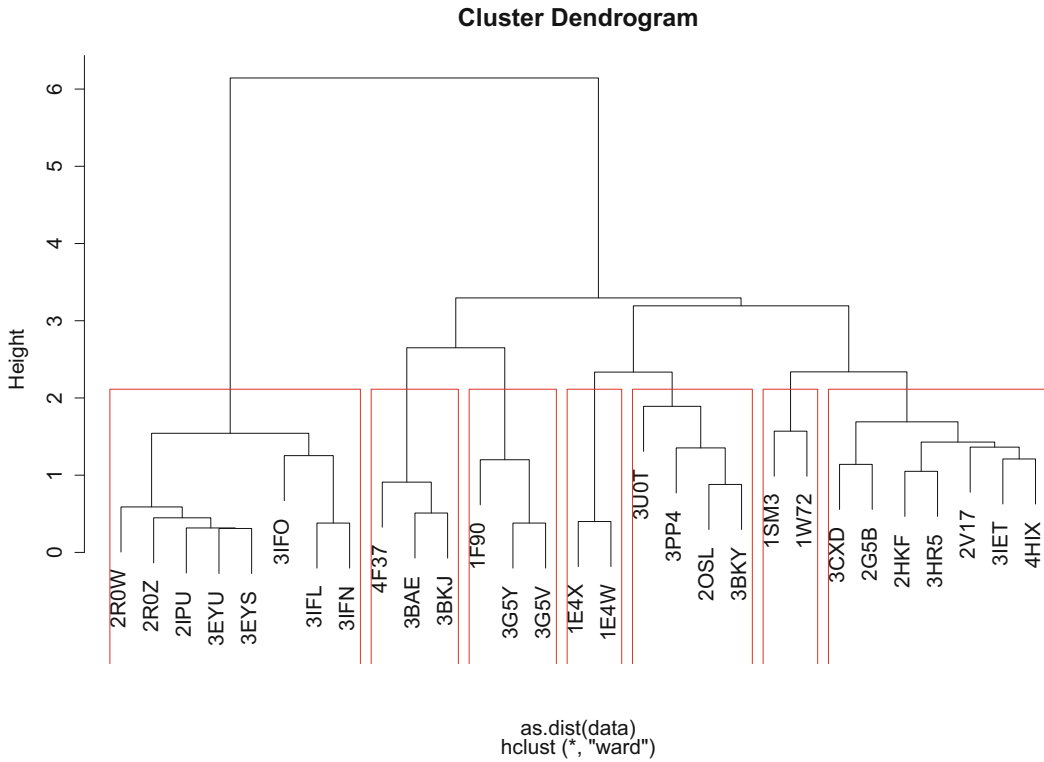 Cluster Dendrogram
Height
6
5
4
3
2
1
0
2R0W
2R0Z
2IPU
3EYU
3EYS
3IFO
3IFL
3IFN
4F37
3BAE
3BKJ
1F90
3G5Y
3G5V
1E4X
1E4W
3U0T
3PP4
2OSL
3BKY
1SM3
1W72
3CXD
2G5B
2HKF
3HR5
2V17
3IET
4HIX
as.dist(data)
hclust (*, "ward")